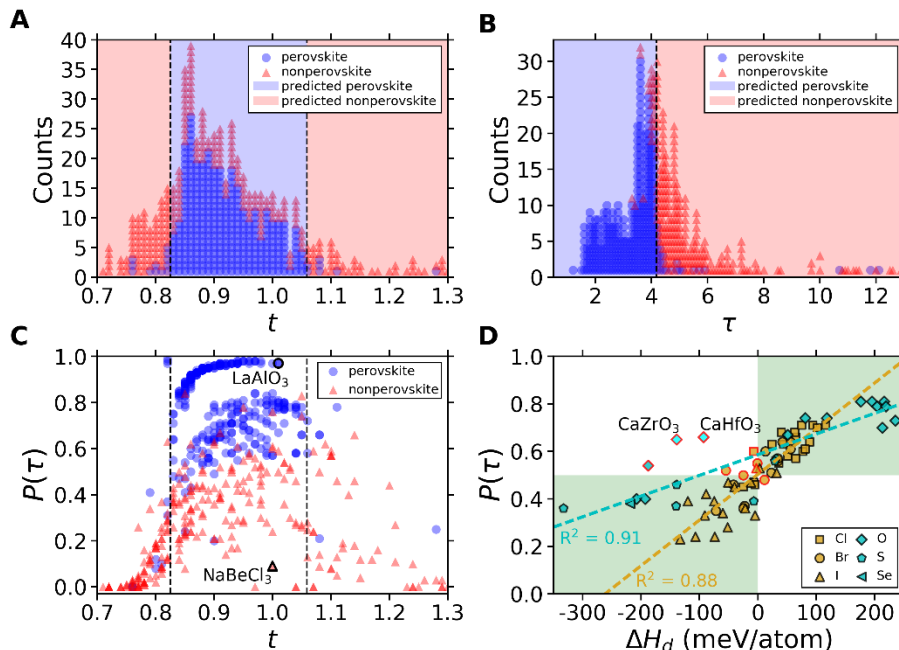 A
40
35
30
25
20
15
10
5
0
Counts
perovskite
nonperovskite
predicted perovskite
predicted nonperovskite
0.7 0.8 0.9 1.0 1.1 1.2 1.3
t
B
30
25
20
15
10
5
0
Counts
perovskite
nonperovskite
predicted perovskite
predicted nonperovskite
2 4 6 8 10 12
τ
C
1.0
0.8
0.6
0.4
0.2
0.0
P(τ)
perovskite
nonperovskite
LaAlO₃
NaBeCl₃
0.7 0.8 0.9 1.0 1.1 1.2 1.3
t
D
1.0
0.8
0.6
0.4
0.2
0.0
P(τ)
CaZrO₃ CaHfO₃
R² = 0.91
R² = 0.88
Cl O
Br S
I Se
-300 -200 -100 0 100 200
ΔH_d (meV/atom)